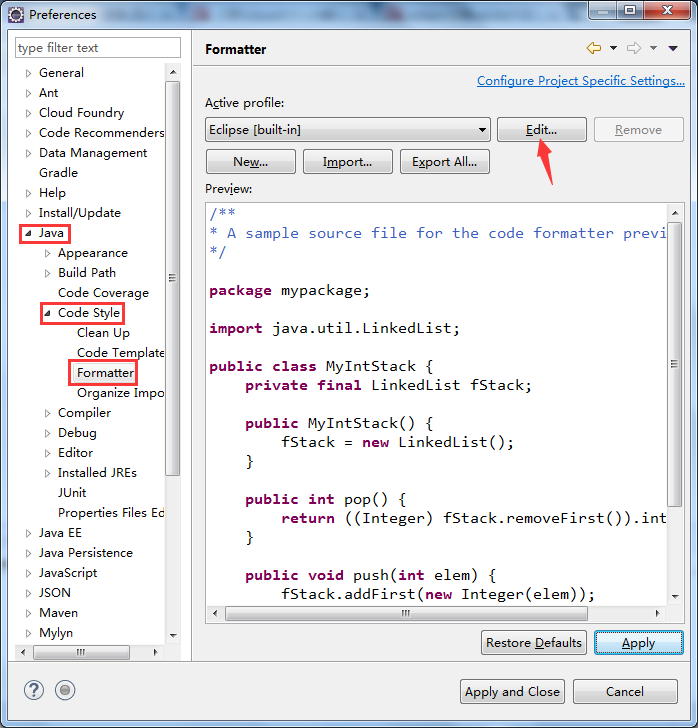 Preferences
type filter text
General
Ant
Cloud Foundry
Code Recommenders
Data Management
Gradle
Help
Install/Update
Java
Appearance
Build Path
Code Coverage
Code Style
Clean Up
Code Template
Formatter
Organize Impo
Compiler
Debug
Editor
Installed JREs
JUnit
Properties Files Ed
Java EE
Java Persistence
JavaScript
JSON
Maven
Mylyn
Formatter
Configure Project Specific Settings...
Active profile:
Eclipse [built-in]
Edit...
Remove
New...
Import...
Export All...
Preview:
/**
* A sample source file for the code formatter previ
*/
package mypackage;
import java.util.LinkedList;
public class MyIntStack {
private final LinkedList fStack;
public MyIntStack() {
fStack = new LinkedList();
}
public int pop() {
return ((Integer) fStack.removeFirst()).int
}
public void push(int elem) {
fStack.addFirst(new Integer(elem));
Restore Defaults
Apply
?
Apply and Close
Cancel